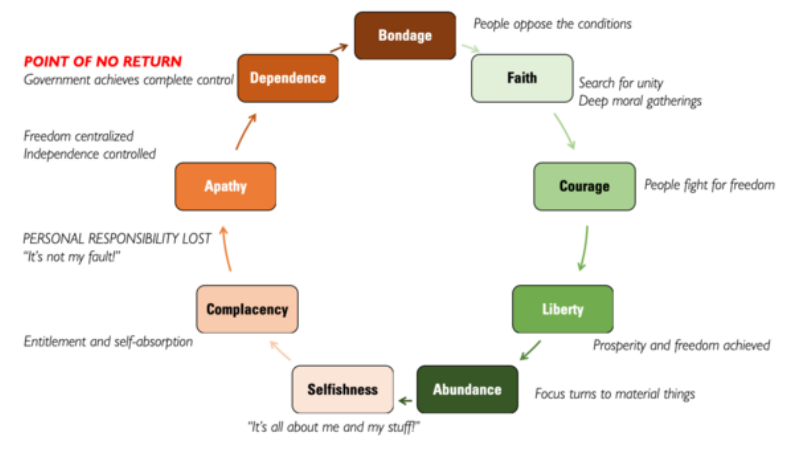 Bondage
People oppose the conditions
Faith
Search for unity
Deep moral gatherings
Courage
People fight for freedom
Liberty
Prosperity and freedom achieved
Abundance
Focus turns to material things
Selfishness
"It's all about me and my stuff!"
Complacency
Entitlement and self-absorption
PERSONAL RESPONSIBILITY LOST
"It's not my fault!"
Apathy
Freedom centralized
Independence controlled
Dependence
POINT OF NO RETURN
Government achieves complete control